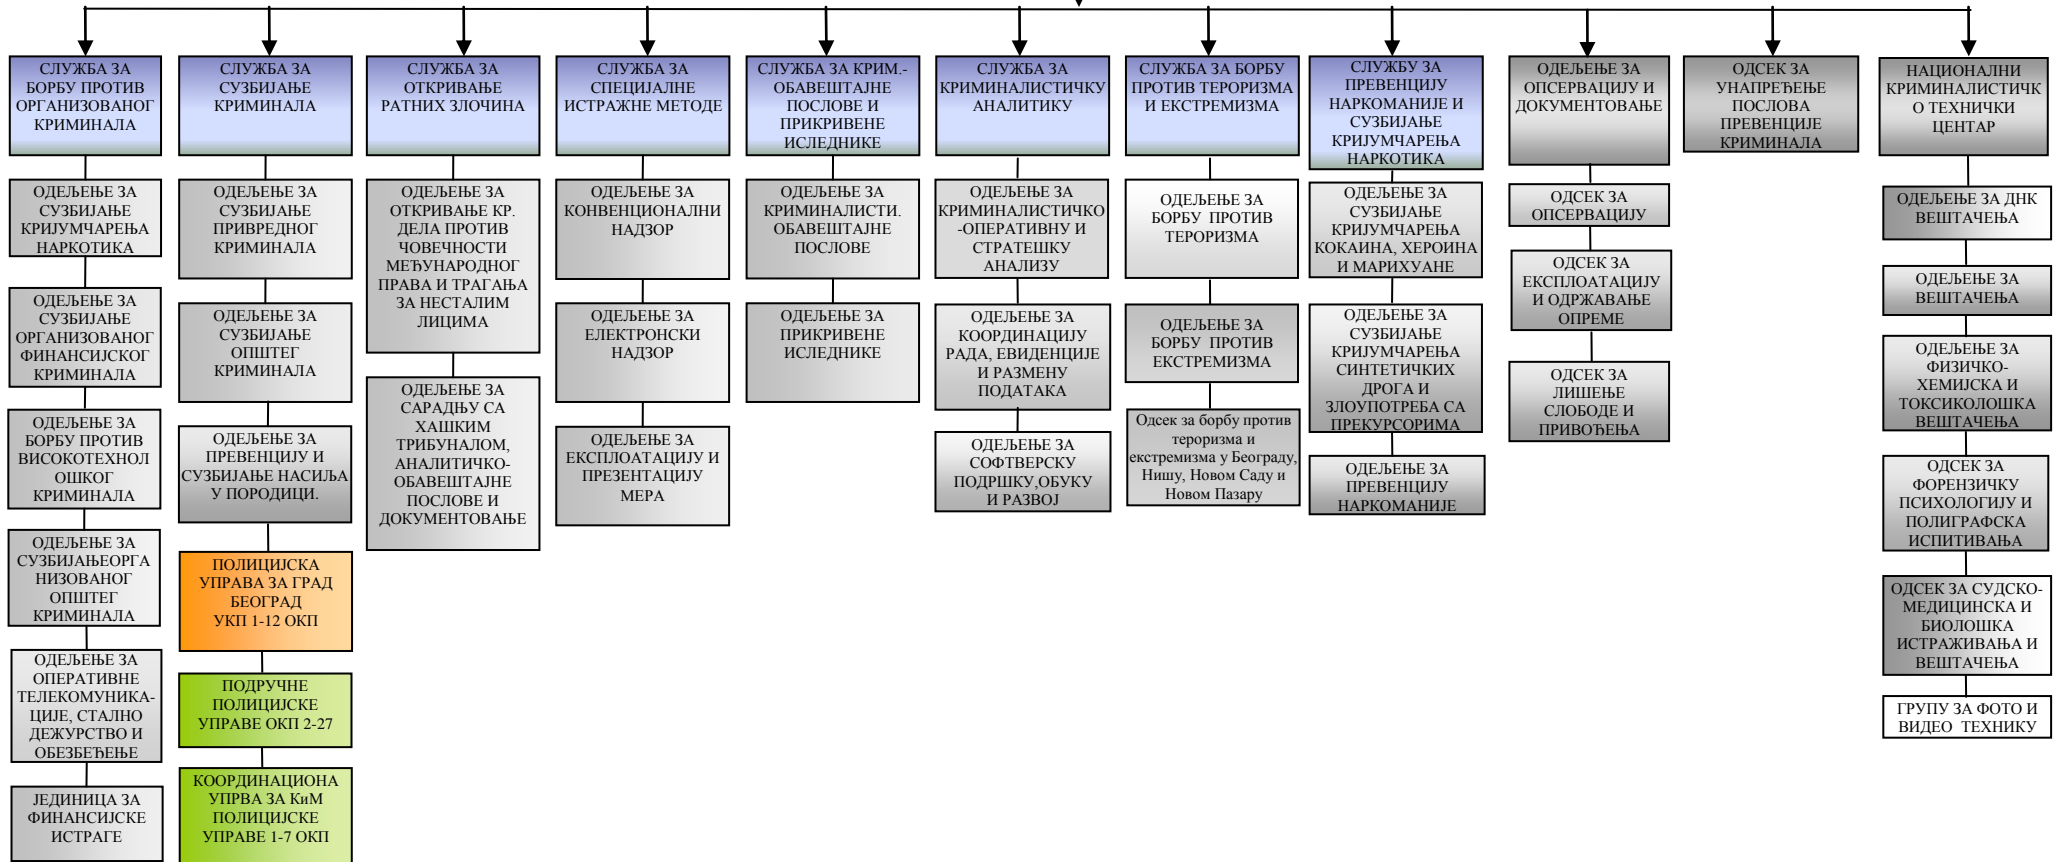 СЛУЖБА ЗА
БОРБУ ПРОТИВ
ОРГАНИЗОВАНОГ
КРИМИНАЛА
ОДЕЉЕЊЕ ЗА
СУЗБИЈАЊЕ
КРИЈУМЧАРЕЊА
НАРКОТИКА
ОДЕЉЕЊЕ ЗА
СУЗБИЈАЊЕ
ОРГАНИЗОВАНОГ
ФИНАНСИЈСКОГ
КРИМИНАЛА
ОДЕЉЕЊЕ ЗА
БОРБУ ПРОТИВ
ВИСОКОТЕХНОЛ
ОШКОГ
КРИМИНАЛА
ОДЕЉЕЊЕ ЗА
СУЗБИЈАЊЕОРГА
НИЗОВАНОГ
ОПШТЕГ
КРИМИНАЛА
ОДЕЉЕЊЕ ЗА
ОПЕРАТИВНЕ
ТЕЛЕКОМУНИКА-
ЦИЈЕ, СТАЛНО
ДЕЖУРСТВО И
ОБЕЗБЕЂЕЊЕ
ЈЕДИНИЦА ЗА
ФИНАНСИЈСКЕ
ИСТРАГЕ
СЛУЖБА ЗА
СУЗБИЈАЊЕ
КРИМИНАЛА
ОДЕЉЕЊЕ ЗА
СУЗБИЈАЊЕ
ПРИВРЕДНОГ
КРИМИНАЛА
ОДЕЉЕЊЕ ЗА
СУЗБИЈАЊЕ
ОПШТЕГ
КРИМИНАЛА
ОДЕЉЕЊЕ ЗА
ПРЕВЕНЦИЈУ И
СУЗБИЈАЊЕ НАСИЉА
У ПОРОДИЦИ.
ПОЛИЦИЈСКА
УПРАВА ЗА ГРАД
БЕОГРАД
УКП 1-12 ОКП
ПОДРУЧНЕ
ПОЛИЦИЈСКЕ
УПРАВЕ ОКП 2-27
КООРДИНАЦИОНА
УПРВА ЗА КиМ
ПОЛИЦИЈСКЕ
УПРАВЕ 1-7 ОКП
СЛУЖБА ЗА
ОТКРИВАЊЕ
РАТНИХ ЗЛОЧИНА
ОДЕЉЕЊЕ ЗА
ОТКРИВАЊЕ КР.
ДЕЛА ПРОТИВ
ЧОВЕЧНОСТИ
МЕЂУНАРОДНОГ
ПРАВА И ТРАГАЊА
ЗА НЕСТАЛИМ
ЛИЦИМА
ОДЕЉЕЊЕ ЗА
САРАДЊУ СА
ХАШКИМ
ТРИБУНАЛОМ,
АНАЛИТИЧКО-
ОБАВЕШТАЈНЕ
ПОСЛОВЕ И
ДОКУМЕНТОВАЊЕ
СЛУЖБА ЗА
СПЕЦИЈАЛНЕ
ИСТРАЖНЕ МЕТОДЕ
ОДЕЉЕЊЕ ЗА
КОНВЕНЦИОНАЛНИ
НАДЗОР
ОДЕЉЕЊЕ ЗА
ЕЛЕКТРОНСКИ
НАДЗОР
ОДЕЉЕЊЕ ЗА
ЕКСПЛОАТАЦИЈУ И
ПРЕЗЕНТАЦИЈУ
МЕРА
СЛУЖБА ЗА КРИМ.-
ОБАВЕШТАЈНЕ
ПОСЛОВЕ И
ПРИКРИВЕНЕ
ИСЛЕДНИКЕ
ОДЕЉЕЊЕ ЗА
КРИМИНАЛИСТИ.
ОБАВЕШТАЈНЕ
ПОСЛОВЕ
ОДЕЉЕЊЕ ЗА
ПРИКРИВЕНЕ
ИСЛЕДНИКЕ
СЛУЖБА ЗА
КРИМИНАЛИСТИЧКУ
АНАЛИТИКУ
ОДЕЉЕЊЕ ЗА
КРИМИНАЛИСТИЧКО
-ОПЕРАТИВНУ И
СТРАТЕШКУ
АНАЛИЗУ
ОДЕЉЕЊЕ ЗА
КООРДИНАЦИЈУ
РАДА, ЕВИДЕНЦИЈЕ
И РАЗМЕНУ
ПОДАТАКА
ОДЕЉЕЊЕ ЗА
СОФТВЕРСКУ
ПОДРШКУ,ОБУКУ
И РАЗВОЈ
СЛУЖБА ЗА БОРБУ
ПРОТИВ ТЕРОРИЗМА
И ЕКСТРЕМИЗМА
ОДЕЉЕЊЕ ЗА
БОРБУ ПРОТИВ
ТЕРОРИЗМА
ОДЕЉЕЊЕ ЗА
БОРБУ ПРОТИВ
ЕКСТРЕМИЗМА
Одсек за борбу против
тероризма и
екстремизма у Београду,
Нишу, Новом Саду и
Новом Пазару
СЛУЖБУ ЗА
ПРЕВЕНЦИЈУ
НАРКОМАНИЈЕ И
СУЗБИЈАЊЕ
КРИЈУМЧАРЕЊА
НАРКОТИКА
ОДЕЉЕЊЕ ЗА
СУЗБИЈАЊЕ
КРИЈУМЧАРЕЊА
КОКАИНА, ХЕРОИНА
И МАРИХУАНЕ
ОДЕЉЕЊЕ ЗА
СУЗБИЈАЊЕ
КРИЈУМЧАРЕЊА
СИНТЕТИЧКИХ
ДРОГА И
ЗЛОУПОТРЕБА СА
ПРЕКУРСОРИМА
ОДЕЉЕЊЕ ЗА
ПРЕВЕНЦИЈУ
НАРКОМАНИЈЕ
ОДЕЉЕЊЕ ЗА
ОПСЕРВАЦИЈУ И
ДОКУМЕНТОВАЊЕ
ОДСЕК ЗА
ОПСЕРВАЦИЈУ
ОДСЕК ЗА
ЕКСПЛОАТАЦИЈУ
И ОДРЖАВАЊЕ
ОПРЕМЕ
ОДСЕК ЗА
ЛИШЕЊЕ
СЛОБОДЕ И
ПРИВОЂЕЊА
ОДСЕК ЗА
УНАПРЕЂЕЊЕ
ПОСЛОВА
ПРЕВЕНЦИЈЕ
КРИМИНАЛА
НАЦИОНАЛНИ
КРИМИНАЛИСТИЧК
О ТЕХНИЧКИ
ЦЕНТАР
ОДЕЉЕЊЕ ЗА ДНК
ВЕШТАЧЕЊА
ОДЕЉЕЊЕ ЗА
ВЕШТАЧЕЊА
ОДЕЉЕЊЕ ЗА
ФИЗИЧКО-
ХЕМИЈСКА И
ТОКСИКОЛОШКА
ВЕШТАЧЕЊА
ОДСЕК ЗА
ФОРЕНЗИЧКУ
ПСИХОЛОГИЈУ И
ПОЛИГРАФСКА
ИСПИТИВАЊА
ОДСЕК ЗА СУДСКО-
МЕДИЦИНСКА И
БИОЛОШКА
ИСТРАЖИВАЊА И
ВЕШТАЧЕЊА
ГРУПУ ЗА ФОТО И
ВИДЕО ТЕХНИКУ